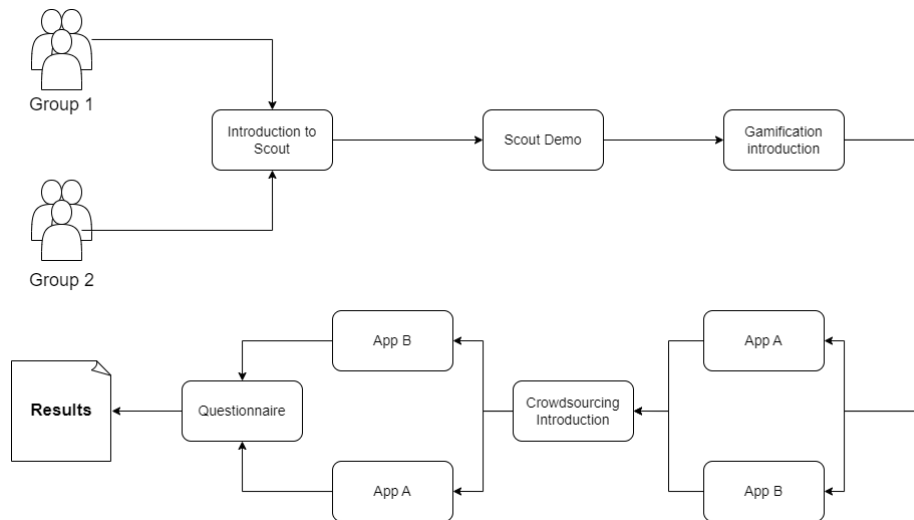 Group 1
Introduction to
Scout
Scout Demo
Gamification
introduction
Group 2
App B
App A
Results
Questionnaire
Crowdsourcing
Introduction
App A
App B